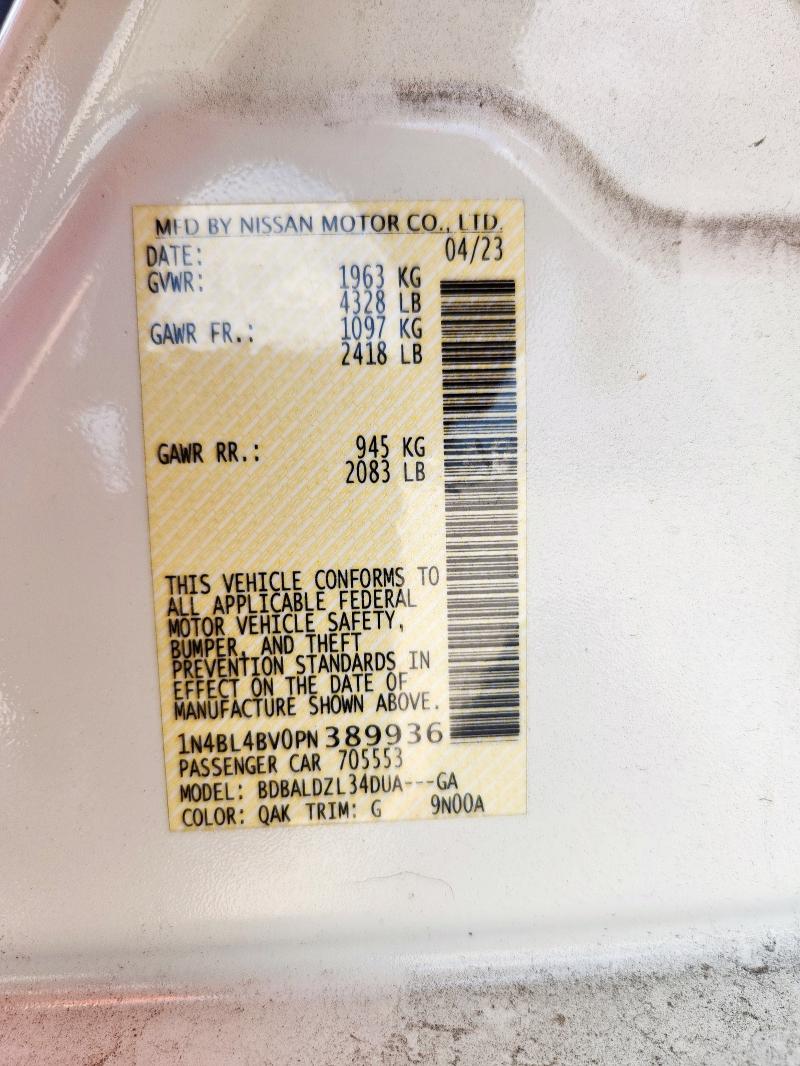 MFD BY NISSAN MOTOR CO., LTD.
DATE: 04/23
GVWR: 1963 KG
4328 LB
GAWR FR.: 1097 KG
2418 LB
GAWR RR.: 945 KG
2083 LB
THIS VEHICLE CONFORMS TO
ALL APPLICABLE FEDERAL
MOTOR VEHICLE SAFETY,
BUMPER, AND THEFT
PREVENTION STANDARDS IN
EFFECT ON THE DATE OF
MANUFACTURE SHOWN ABOVE.
1N4BL4BV0PN389936
PASSENGER CAR 705553
MODEL: BDBALDZL34DUA---GA
COLOR: QAK TRIM: G 9N00A